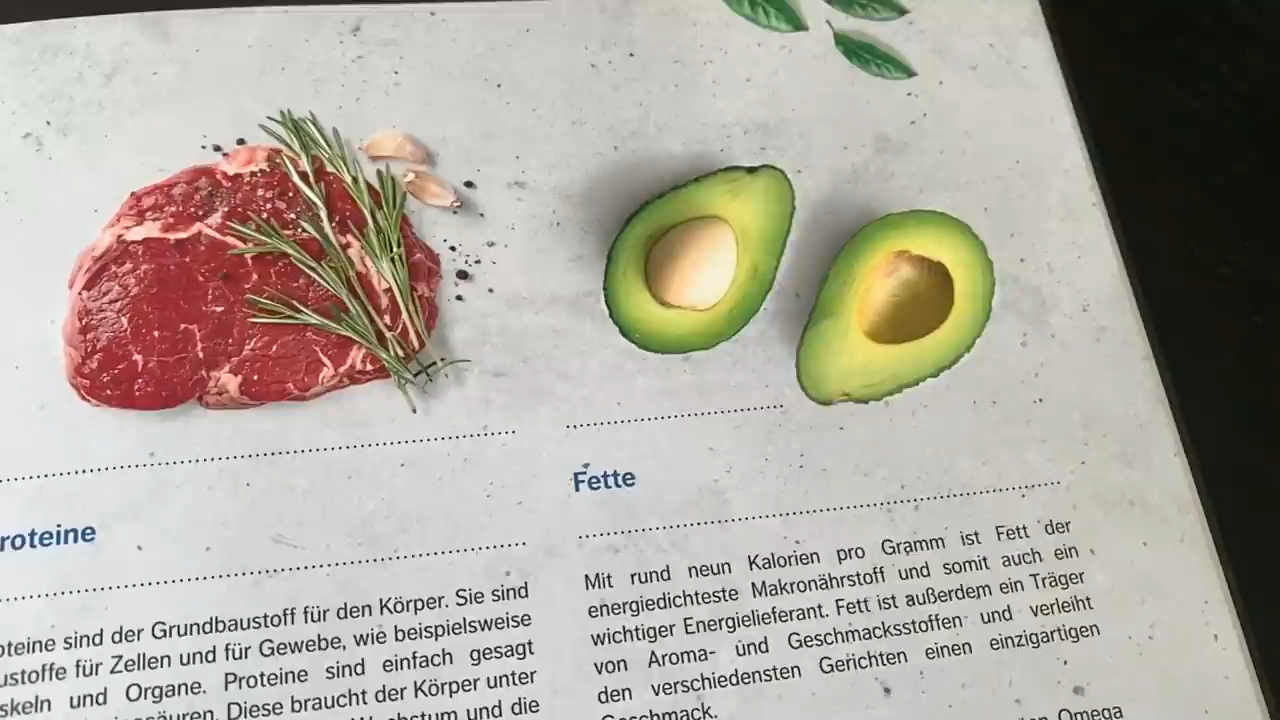 roteine
oteine sind der Grundbaustoff für den Körper. Sie sind
ustoffe für Zellen und für Gewebe, wie beispielsweise
skeln und Organe. Proteine sind einfach gesagt
Diese braucht der Körper unter
und die
Fette
Mit rund neun Kalorien pro Gramm ist Fett der
energiedichteste Makronährstoff und somit auch ein
wichtiger Energielieferant. Fett ist außerdem ein Träger
von Aroma- und Geschmacksstoffen und verleiht
den verschiedensten Gerichten einen einzigartigen
Geschmack.
Omega